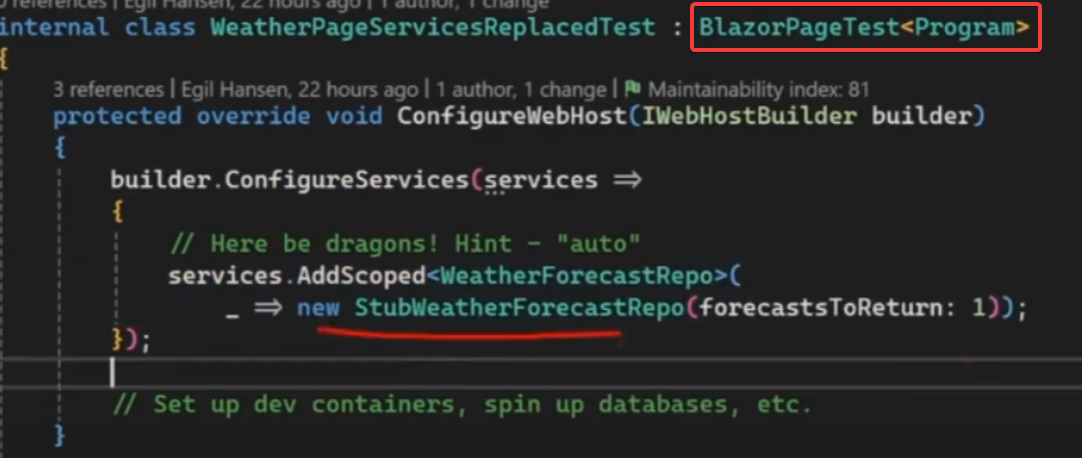 references | Egil Hansen, 22 hours ago | 1 author, 1 change
internal class WeatherPageServicesReplacedTest : BlazorPageTest<Program>
{
3 references | Egil Hansen, 22 hours ago | 1 author, 1 change | Maintainability index: 81
protected override void ConfigureWebHost(IWebHostBuilder builder)
{
builder.ConfigureServices(services =>
{
// Here be dragons! Hint - "auto"
services.AddScoped<WeatherForecastRepo>(
_ => new StubWeatherForecastRepo(forecastsToReturn: 1));
});
// Set up dev containers, spin up databases, etc.
}